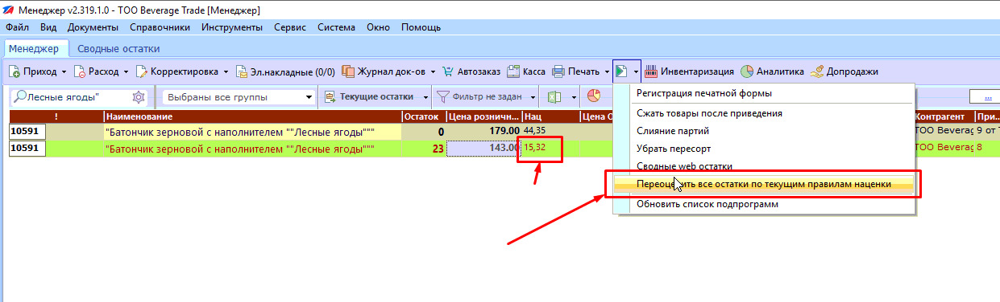 Менеджер v2.319.1.0 - ТОО Beverage Trade [Менеджер]
Файл Вид Документы Справочники Инструменты Сервис Система Окно Помощь
Менеджер Сводные остатки
Приход Расход Корректировка Эл.накладные (0/0) Журнал док-ов Автозаказ Касса Печать Инвентаризация Аналитика Допродажи
Лесные ягоды" Выбраны все группы Текущие остатки Фильтр не задан ...
! Наименование Остаток Цена розничн... Нац Цена О Контрагент При...
10591 "Батончик зерновой с наполнителем ""Лесные ягоды""" 0 179.00 44,35 ТОО Beverag 9 от Т
10591 "Батончик зерновой с наполнителем ""Лесные ягоды""" 23 143.00 15,32 ТОО Beverag 8
Регистрация печатной формы
Сжать товары после приведения
Слияние партий
Убрать пересорт
Сводные web остатки
Переоценить все остатки по текущим правилам наценки
Обновить список подпрограмм